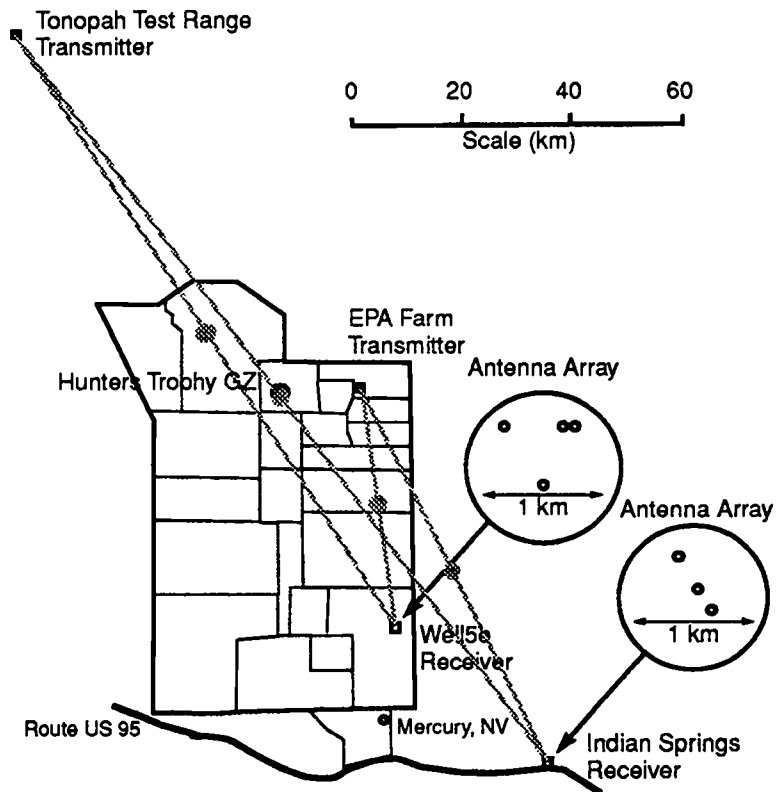 Tonopah Test Range
Transmitter
0 20 40 60
Scale (km)
EPA Farm
Transmitter
Hunters Trophy GZ
Antenna Array
1 km
Antenna Array
1 km
Well5b
Receiver
Route US 95
Mercury, NV
Indian Springs
Receiver